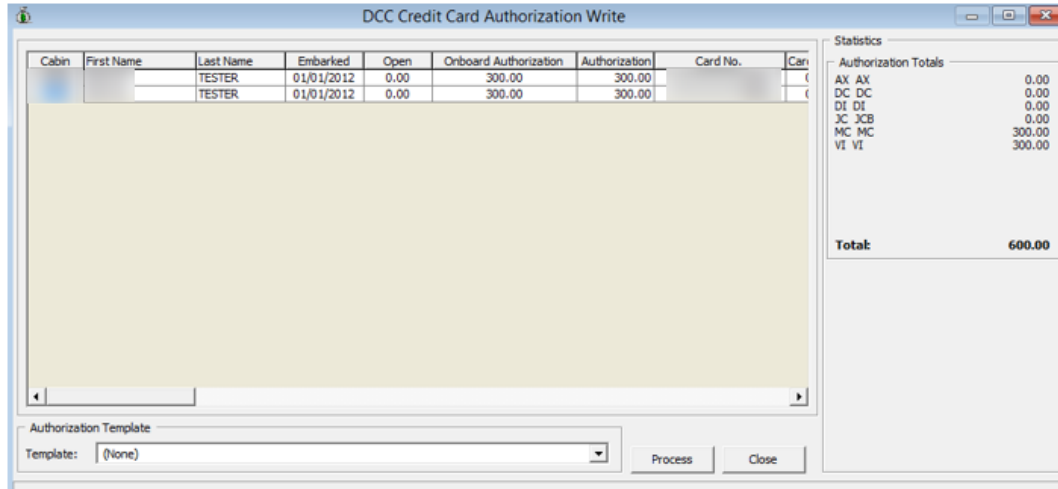 DCC Credit Card Authorization Write
Cabin First Name Last Name Embarked Open Onboard Authorization Authorization Card No. Car
TESTER 01/01/2012 0.00 300.00 300.00
TESTER 01/01/2012 0.00 300.00 300.00
Statistics
Authorization Totals
AX AX 0.00
DC DC 0.00
DI DI 0.00
JC JCB 0.00
MC MC 300.00
VI VI 300.00
Total: 600.00
Authorization Template
Template: (None)
Process Close